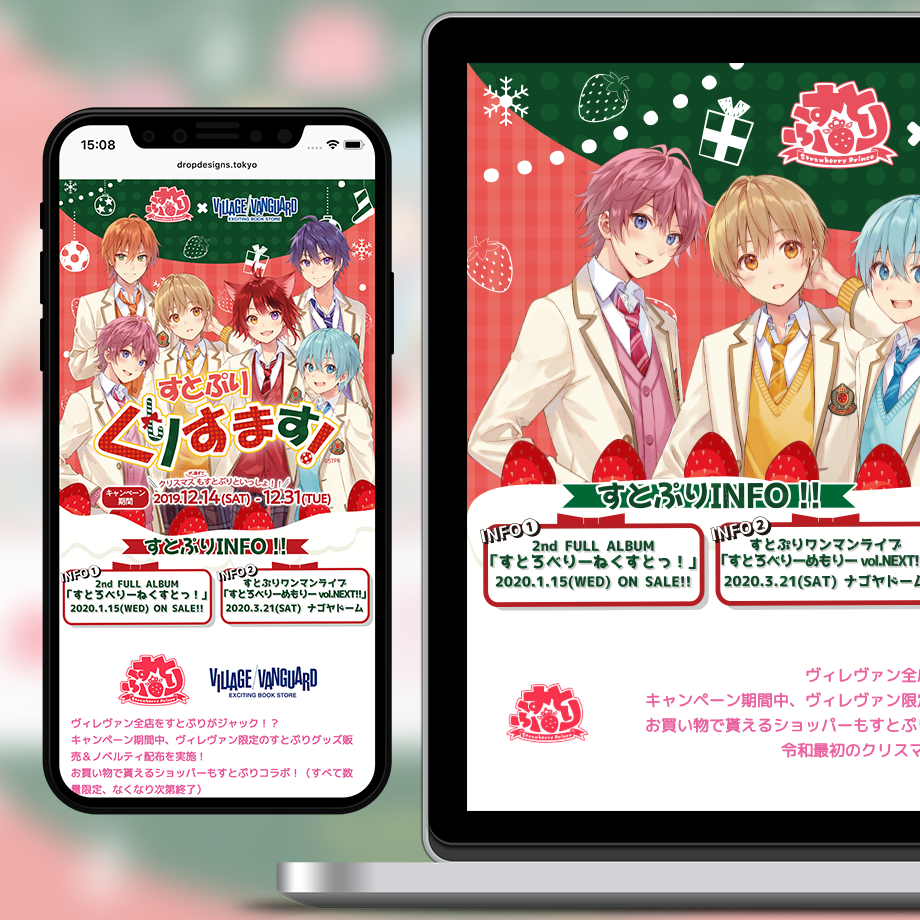 15:08
dropdesigns.tokyo
すとぷり
Strawberry Prince
×
VILLAGE/VANGUARD
EXCITING BOOK STORE
すとぷり
くりすます!
©STPR
クリスマスもすとぷりといっしょ!!
キャンペーン
期間
2019.12.14(SAT) - 12.31(TUE)
すとぷりINFO!!
INFO①
2nd FULL ALBUM
「すとろべりーねくすとっ!」
2020.1.15(WED) ON SALE!!
INFO②
すとぷりワンマンライブ
「すとろべりーめもりー vol.NEXT!!」
2020.3.21(SAT) ナゴヤドーム
すとぷり
Strawberry Prince
VILLAGE/VANGUARD
EXCITING BOOK STORE
ヴィレヴァン全店をすとぷりがジャック!?
キャンペーン期間中、ヴィレヴァン限定のすとぷりグッズ販
売&ノベルティ配布を実施!
お買い物で貰えるショッパーもすとぷりコラボ!(すべて数
量限定、なくなり次第終了)
すとぷり
Strawberry Prince
すとぷりINFO!!
INFO①
2nd FULL ALBUM
「すとろべりーねくすとっ!」
2020.1.15(WED) ON SALE!!
INFO②
すとぷりワンマンライブ
「すとろべりーめもりー vol.NEXT!!
2020.3.21(SAT) ナゴヤドーム
すとぷり
Strawberry Prince
ヴィレヴァン全
キャンペーン期間中、ヴィレヴァン限
お買い物で貰えるショッパーもすとぷ
令和最初のクリスマ